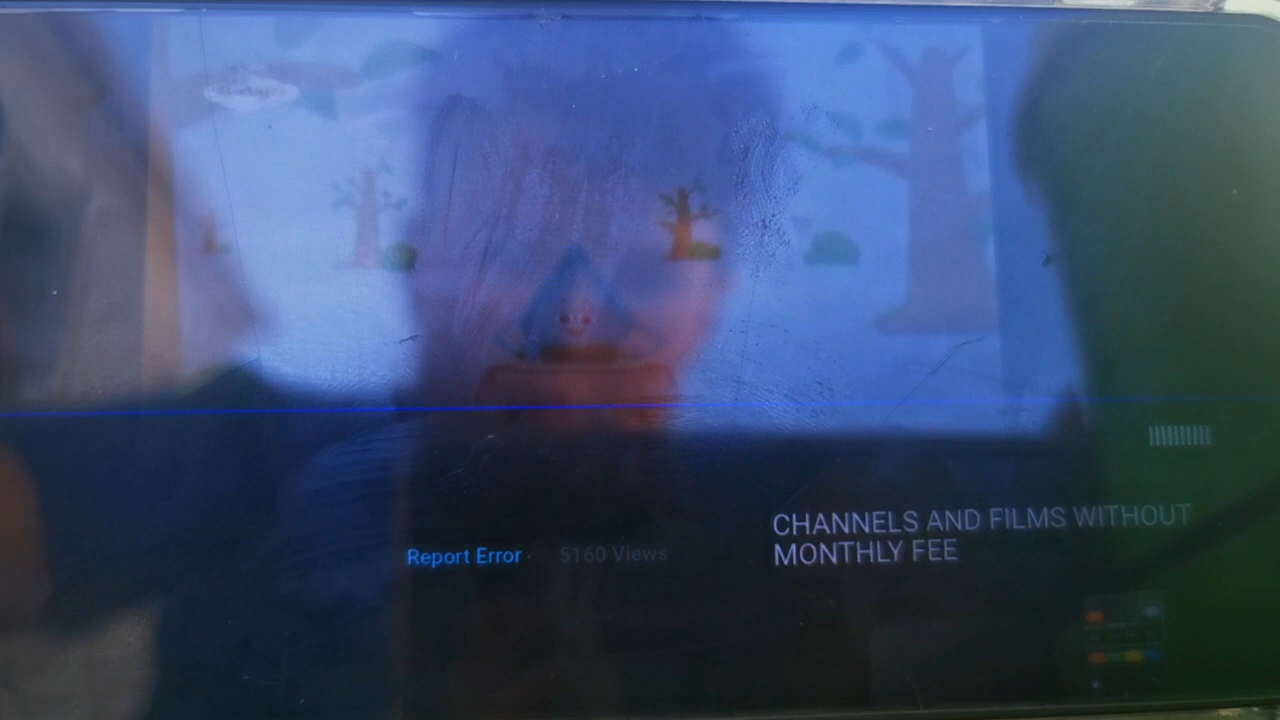 Report Error
5160 Views
CHANNELS AND FILMS WITHOUT
MONTHLY FEE